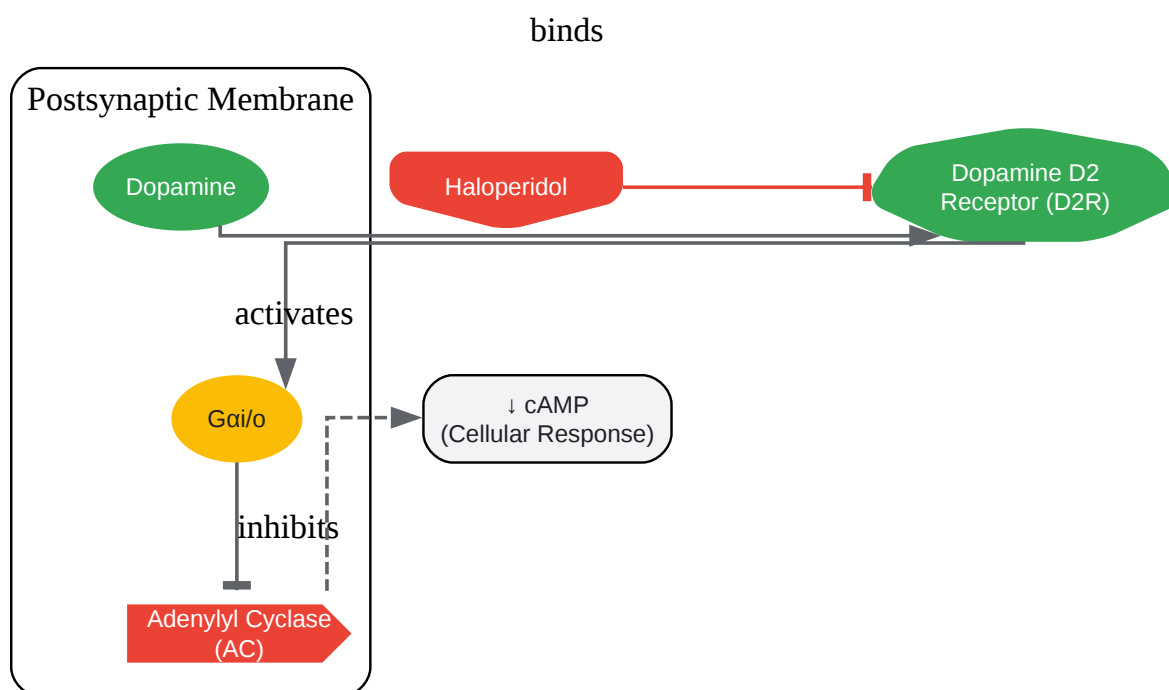 binds
Postsynaptic Membrane
Dopamine
Haloperidol
Dopamine D2
Receptor (D2R)
activates
Gαi/o
↓ cAMP
(Cellular Response)
inhibits
Adenylyl Cyclase
(AC)